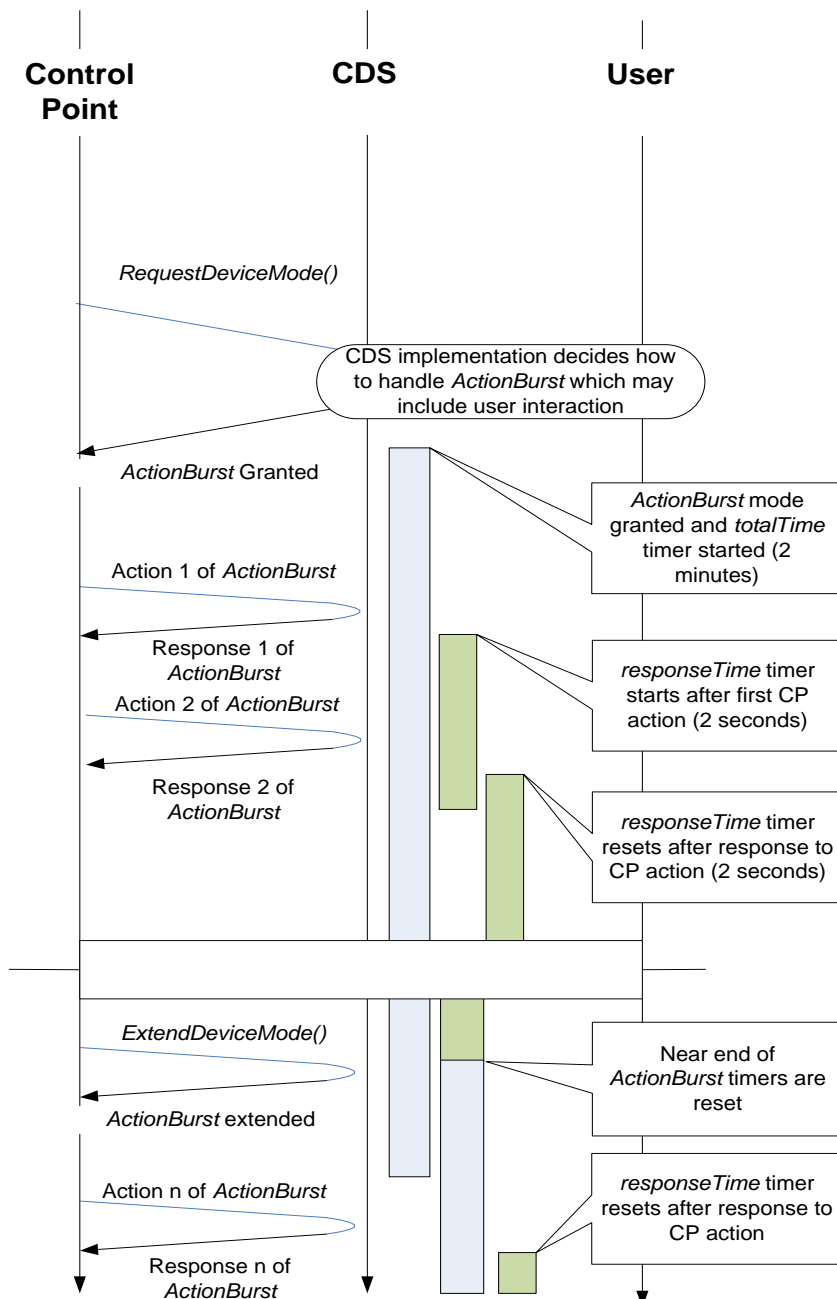 Control
Point
CDS
User
RequestDeviceMode()
CDS implementation decides how
to handle ActionBurst which may
include user interaction
ActionBurst Granted
ActionBurst mode
granted and totalTime
timer started (2
minutes)
Action 1 of ActionBurst
Response 1 of
ActionBurst
responseTime timer
starts after first CP
action (2 seconds)
Action 2 of ActionBurst
Response 2 of
ActionBurst
responseTime timer
resets after response to
CP action (2 seconds)
ExtendDeviceMode()
ActionBurst extended
Near end of
ActionBurst timers are
reset
Action n of ActionBurst
Response n of
ActionBurst
responseTime timer
resets after response to
CP action